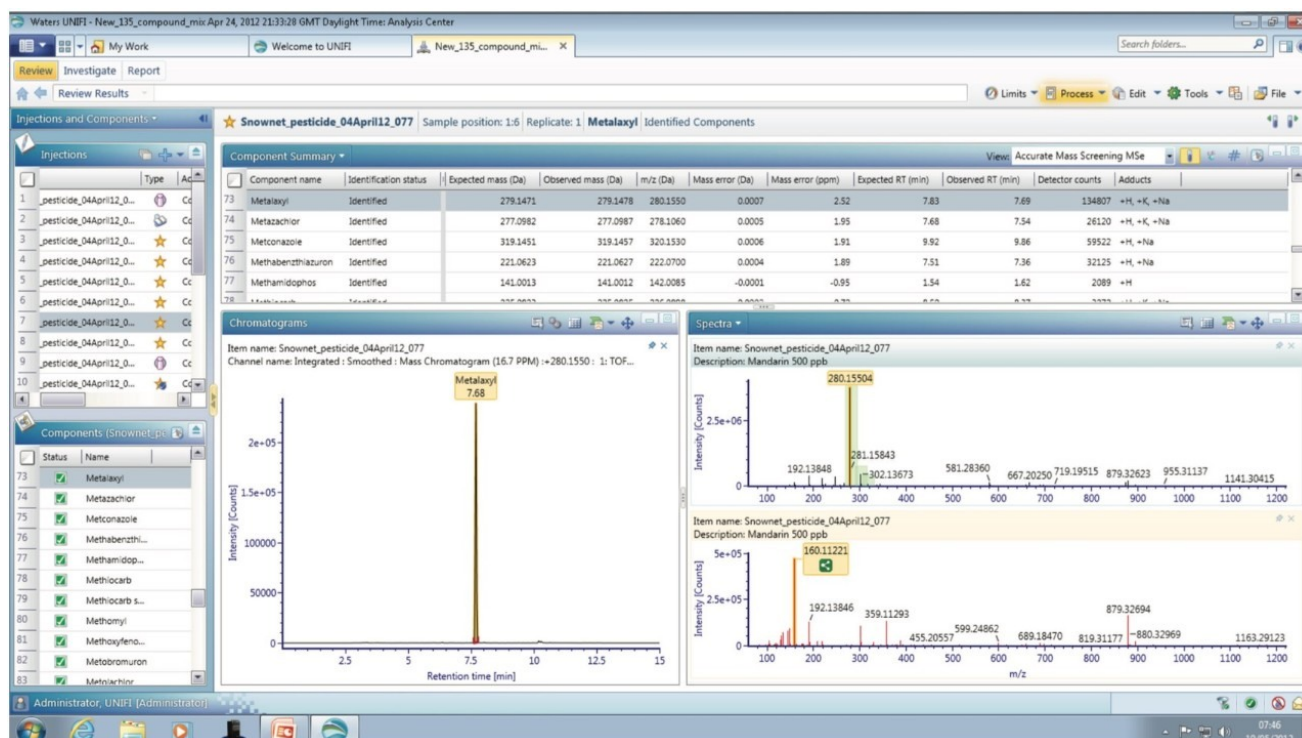 Waters UNIFI - New_135_compound_mix Apr 24, 2012 21:33:28 GMT Daylight Time: Analysis Center
My Work Welcome to UNIFI New_135_compound_mi... × Search folders...
Review Investigate Report
Review Results Limits Process Edit Tools File
Injections and Components
Snownet_pesticide_04April12_077 Sample position: 1:6 Replicate: 1 Metalaxyl Identified Components
Injections
Type Ac
1 _pesticide_04April12_0... Cc
2 _pesticide_04April12_0... Cc
3 _pesticide_04April12_0... Cc
4 _pesticide_04April12_0... Cc
5 _pesticide_04April12_0... Cc
6 _pesticide_04April12_0... Cc
7 _pesticide_04April12_0... Cc
8 _pesticide_04April12_0... Cc
9 _pesticide_04April12_0... Cc
10 _pesticide_04April12_0... Cc
Component Summary View: Accurate Mass Screening MSe
Component name Identification status Expected mass (Da) Observed mass (Da) m/z (Da) Mass error (Da) Mass error (ppm) Expected RT (min) Observed RT (min) Detector counts Adducts
73 Metalaxyl Identified 279.1471 279.1478 280.1550 0.0007 2.52 7.83 7.69 134807 +H, +K, +Na
74 Metazachlor Identified 277.0982 277.0987 278.1060 0.0005 1.95 7.68 7.54 26120 +H, +K, +Na
75 Metconazole Identified 319.1451 319.1457 320.1530 0.0006 1.91 9.92 9.86 59522 +H, +Na
76 Methabenzthiazuron Identified 221.0623 221.0627 222.0700 0.0004 1.89 7.51 7.36 32125 +H, +Na
77 Methamidophos Identified 141.0013 141.0012 142.0085 -0.0001 -0.95 1.54 1.62 2089 +H
Components (Snownet_pe
Status Name
73 Metalaxyl
74 Metazachlor
75 Metconazole
76 Methabenzthi...
77 Methamidop...
78 Methiocarb
79 Methiocarb s...
80 Methomyl
81 Methoxyfeno...
82 Metobromuron
83 Metolachlor
Chromatograms
Item name: Snownet_pesticide_04April12_077
Channel name: Integrated : Smoothed : Mass Chromatogram (16.7 PPM) :+280.1550 : 1: TOF...
Metalaxyl
7.68
Intensity [Counts]
2e+05
1.5e+05
100000
50000
0
2.5 5 7.5 10 12.5 15
Retention time [min]
Spectra
Item name: Snownet_pesticide_04April12_077
Description: Mandarin 500 ppb
280.15504
Intensity [Counts]
2.5e+06
0
192.13848 281.15843 302.13673 581.28360 667.20250 719.19515 879.32623 955.31137 1141.30415
100 200 300 400 500 600 700 800 900 1000 1100 1200
Item name: Snownet_pesticide_04April12_077
Description: Mandarin 500 ppb
160.11221
Intensity [Counts]
5e+05
2.5e+05
0
192.13846 359.11293 455.20557 599.24862 689.18470 819.31177 879.32694 880.32969 1163.29123
100 200 300 400 500 600 700 800 900 1000 1100 1200
m/z
Administrator, UNIFI [Administrator]
07:46